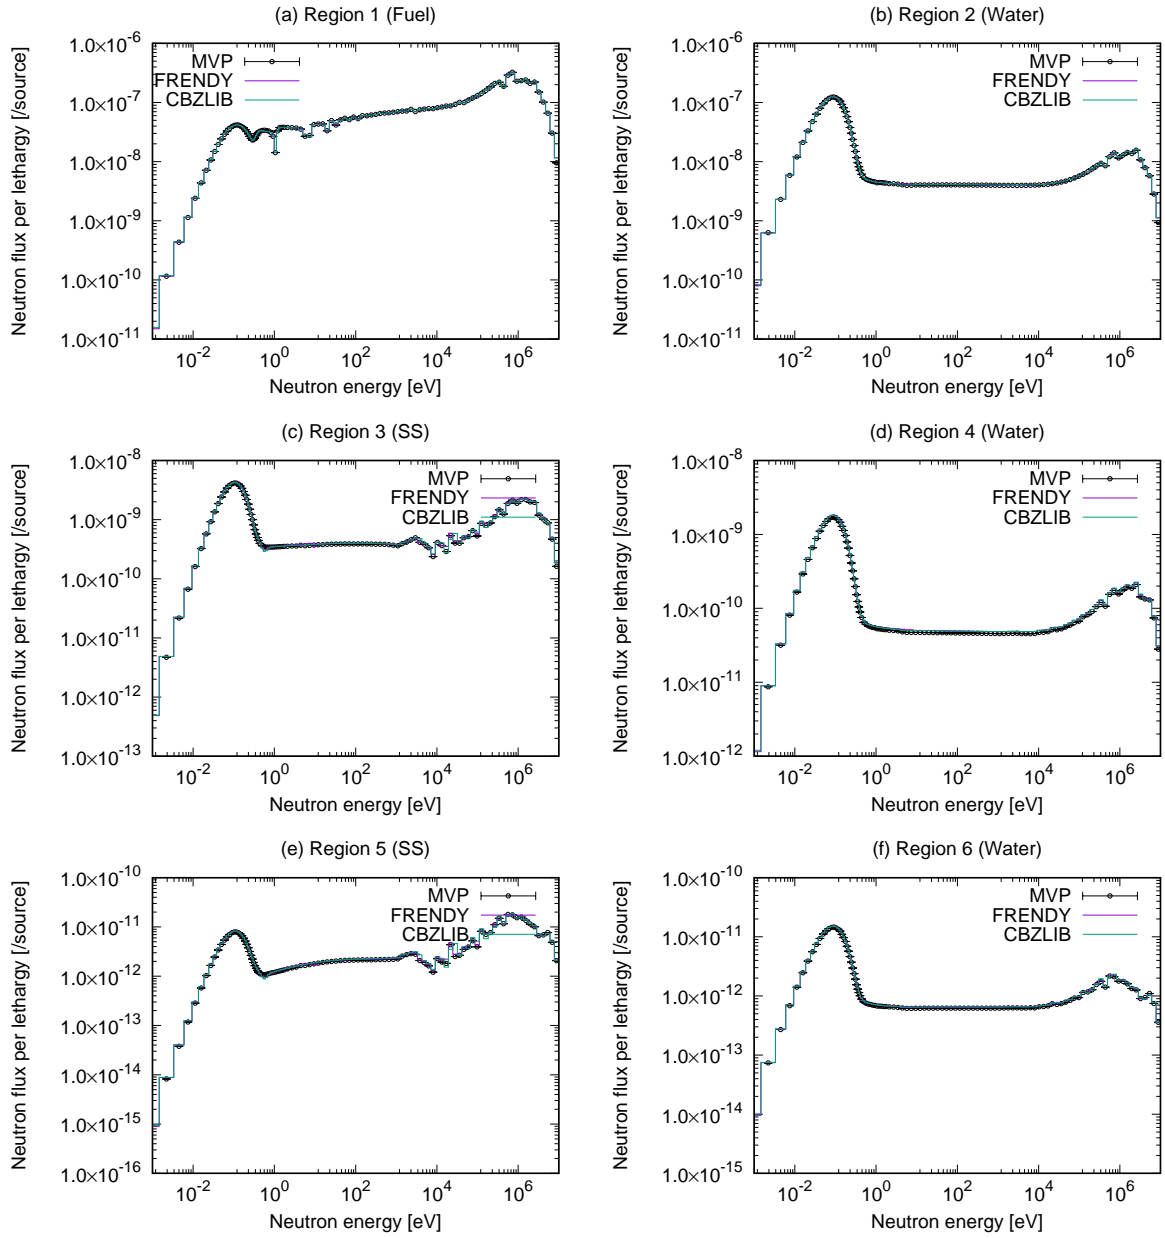 (a) Region 1 (Fuel)
Neutron flux per lethargy [/source]
1.0×10⁻⁶
1.0×10⁻⁷
1.0×10⁻⁸
1.0×10⁻⁹
1.0×10⁻¹⁰
1.0×10⁻¹¹
MVP
FRENDY
CBZLIB
10⁻² 10⁰ 10² 10⁴ 10⁶
Neutron energy [eV]
(b) Region 2 (Water)
Neutron flux per lethargy [/source]
1.0×10⁻⁶
1.0×10⁻⁷
1.0×10⁻⁸
1.0×10⁻⁹
1.0×10⁻¹⁰
1.0×10⁻¹¹
MVP
FRENDY
CBZLIB
10⁻² 10⁰ 10² 10⁴ 10⁶
Neutron energy [eV]
(c) Region 3 (SS)
Neutron flux per lethargy [/source]
1.0×10⁻⁸
1.0×10⁻⁹
1.0×10⁻¹⁰
1.0×10⁻¹¹
1.0×10⁻¹²
1.0×10⁻¹³
MVP
FRENDY
CBZLIB
10⁻² 10⁰ 10² 10⁴ 10⁶
Neutron energy [eV]
(d) Region 4 (Water)
Neutron flux per lethargy [/source]
1.0×10⁻⁸
1.0×10⁻⁹
1.0×10⁻¹⁰
1.0×10⁻¹¹
1.0×10⁻¹²
MVP
FRENDY
CBZLIB
10⁻² 10⁰ 10² 10⁴ 10⁶
Neutron energy [eV]
(e) Region 5 (SS)
Neutron flux per lethargy [/source]
1.0×10⁻¹⁰
1.0×10⁻¹¹
1.0×10⁻¹²
1.0×10⁻¹³
1.0×10⁻¹⁴
1.0×10⁻¹⁵
1.0×10⁻¹⁶
MVP
FRENDY
CBZLIB
10⁻² 10⁰ 10² 10⁴ 10⁶
Neutron energy [eV]
(f) Region 6 (Water)
Neutron flux per lethargy [/source]
1.0×10⁻¹⁰
1.0×10⁻¹¹
1.0×10⁻¹²
1.0×10⁻¹³
1.0×10⁻¹⁴
1.0×10⁻¹⁵
MVP
FRENDY
CBZLIB
10⁻² 10⁰ 10² 10⁴ 10⁶
Neutron energy [eV]